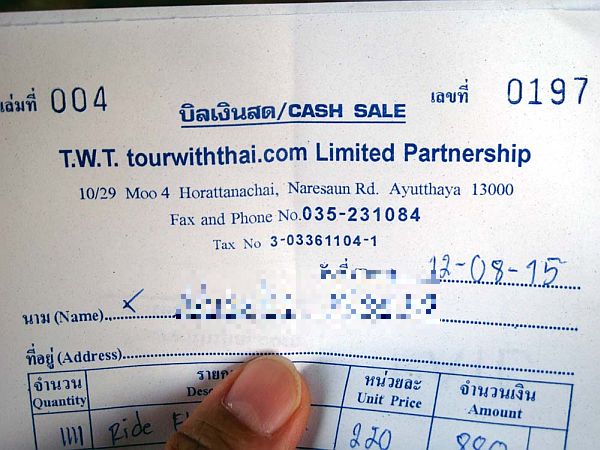 เล่มที่ 004
บิลเงินสด/CASH SALE
เลขที่ 0197
T.W.T. tourwiththai.com Limited Partnership
10/29 Moo 4 Horattanachai, Naresaun Rd. Ayutthaya 13000
Fax and Phone No.035-231084
Tax No 3-03361104-1
วันที่ 12-08-15
นาม (Name) x
ที่อยู่ (Address)
จำนวน หน่วยละ จำนวนเงิน
Quantity Unit Price Amount
Ride 220 880